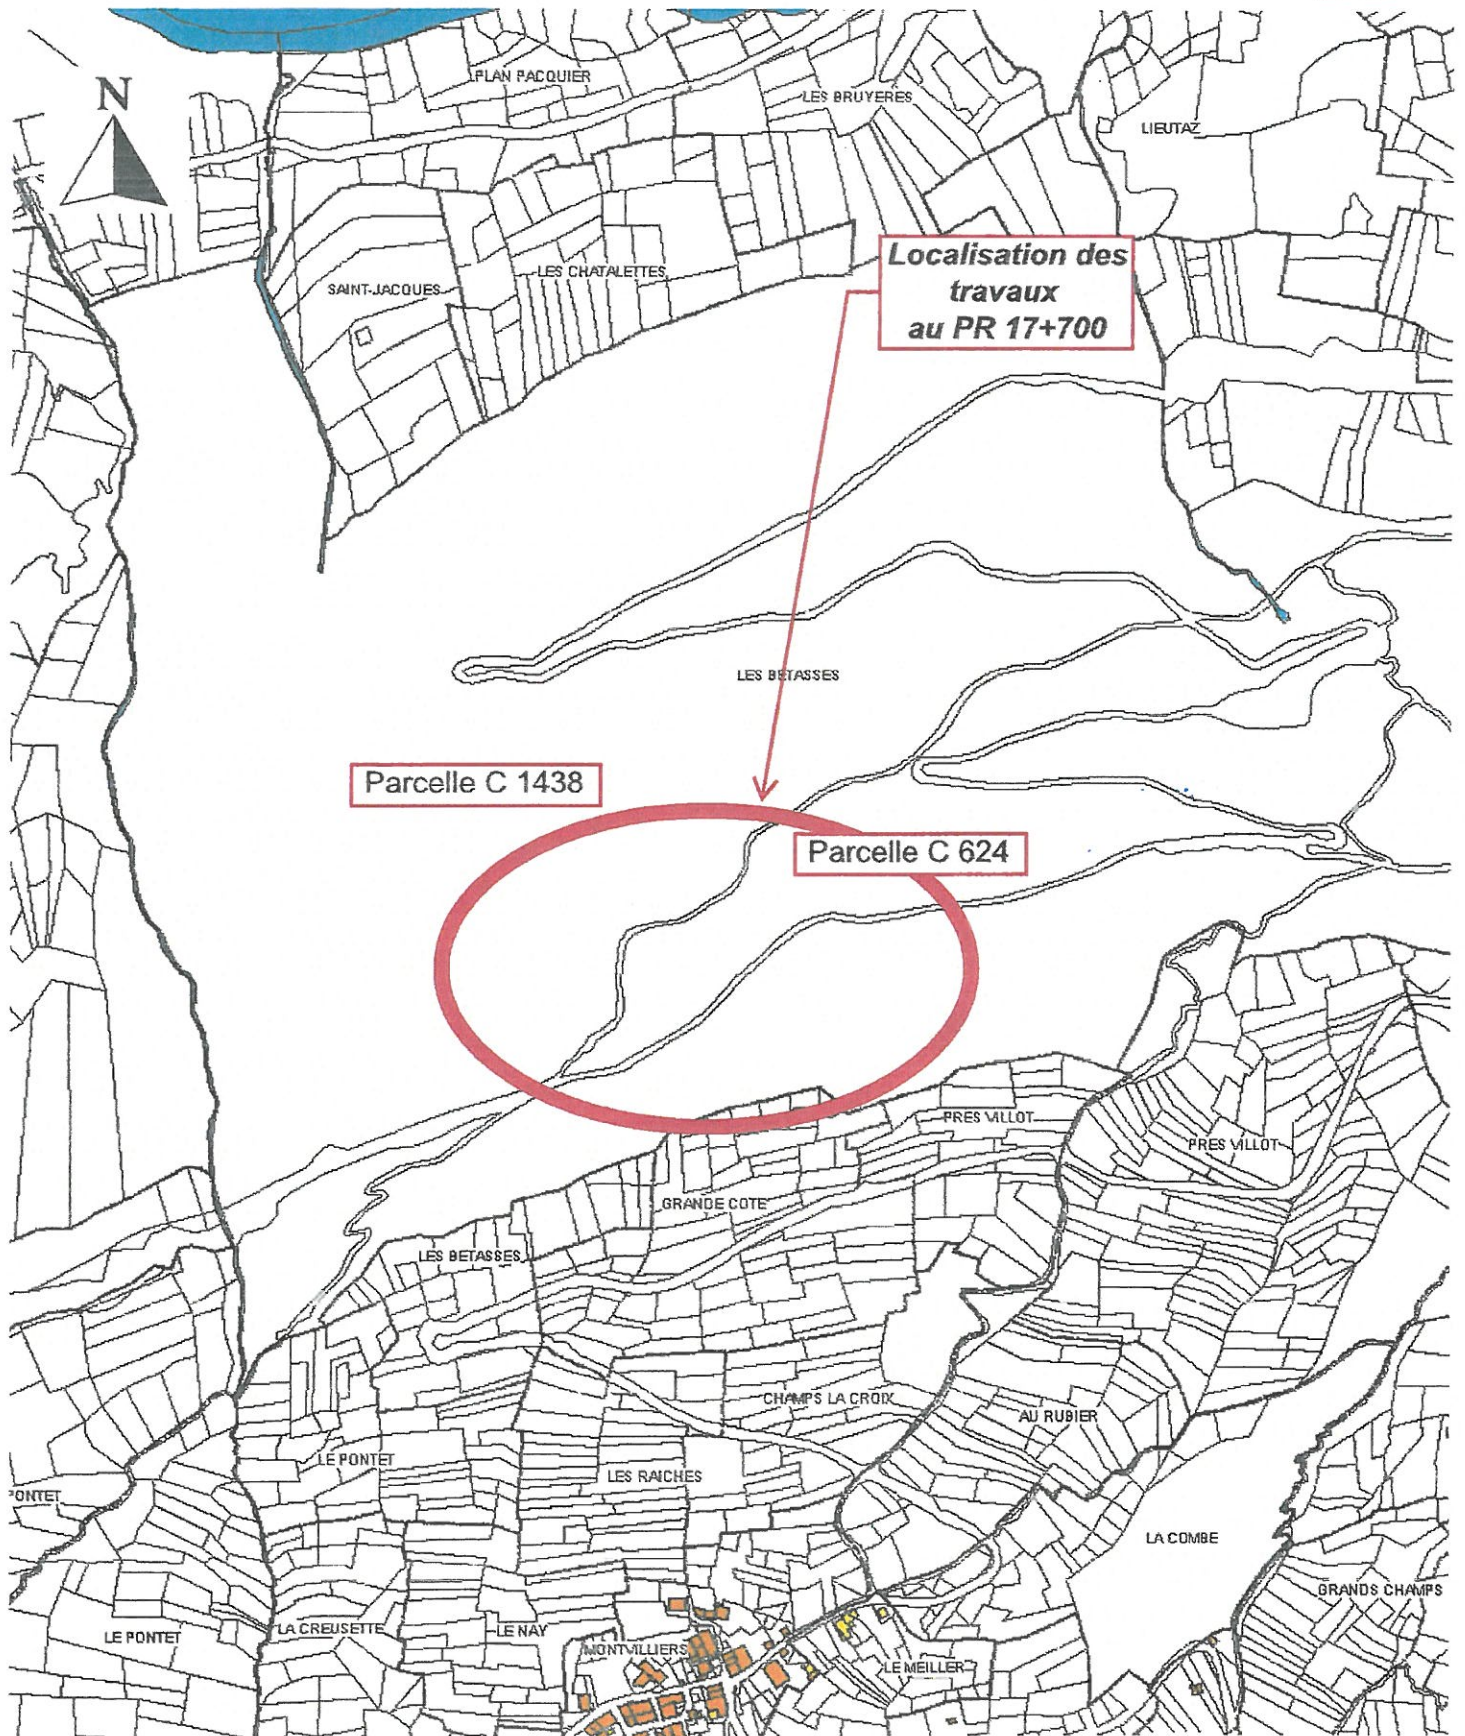 PLAN PACQUIER
N
LES BRUYERES
LIEUTAZ
Localisation des
travaux
au PR 17+700
LES CHATALETTES
SAINT-JACQUES
LES BETASSES
Parcelle C 1438
Parcelle C 624
PRES VILLOT
PRES VILLOT
GRANDE COTE
LES BETASSES
CHAMPS LA CROIX
AU RUBIER
LE PONTET
LES RAICHES
PONTET
LA COMBE
GRANDS CHAMPS
LE PONTET
LA CREUSETTE
LE NAY
MONTVILLIERS
LE MEILLER